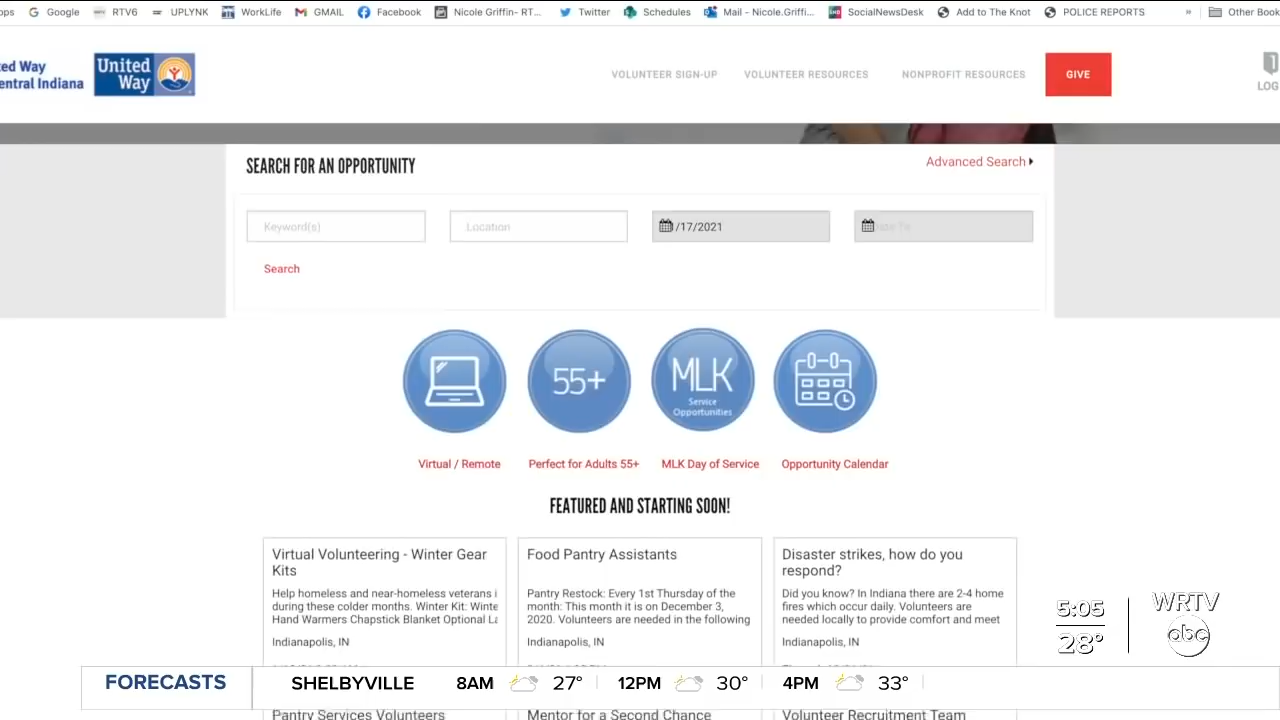 ops Google RTV6 UPLYNK WorkLife GMAIL Facebook Nicole Griffin- RT... Twitter Schedules Mail - Nicole.Griffi... SocialNewsDesk Add to The Knot POLICE REPORTS » Other Book
ted Way
entral Indiana
United
Way
VOLUNTEER SIGN-UP VOLUNTEER RESOURCES NONPROFIT RESOURCES GIVE
LOG
SEARCH FOR AN OPPORTUNITY
Advanced Search
Keyword(s) Location /17/2021
Search
55+
MLK
Service
Opportunities
Virtual / Remote Perfect for Adults 55+ MLK Day of Service Opportunity Calendar
FEATURED AND STARTING SOON!
Virtual Volunteering - Winter Gear
Kits
Help homeless and near-homeless veterans i
during these colder months. Winter Kit: Winte
Hand Warmers Chapstick Blanket Optional La
Indianapolis, IN
Food Pantry Assistants
Pantry Restock: Every 1st Thursday of the
month: This month it is on December 3,
2020. Volunteers are needed in the following
Indianapolis, IN
Disaster strikes, how do you
respond?
Did you know? In Indiana there are 2-4 home
fires which occur daily. Volunteers are
needed locally to provide comfort and meet
Indianapolis, IN
5:05
28°
WRTV
abc
FORECASTS SHELBYVILLE 8AM 27° 12PM 30° 4PM 33°
Pantry Services Volunteers Mentor for a Second Chance Volunteer Recruitment Team